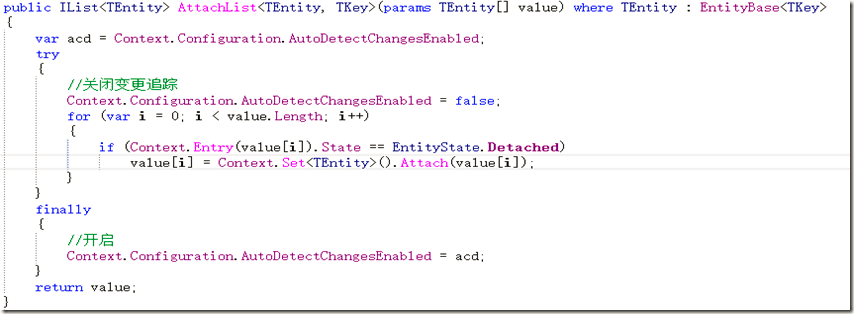 public IList<TEntity> AttachList<TEntity, TKey>(params TEntity[] value) where TEntity : EntityBase<TKey>
{
var acd = Context.Configuration.AutoDetectChangesEnabled;
try
{
//关闭变更追踪
Context.Configuration.AutoDetectChangesEnabled = false;
for (var i = 0; i < value.Length; i++)
{
if (Context.Entry(value[i]).State == EntityState.Detached)
value[i] = Context.Set<TEntity>().Attach(value[i]);
}
}
finally
{
//开启
Context.Configuration.AutoDetectChangesEnabled = acd;
}
return value;
}